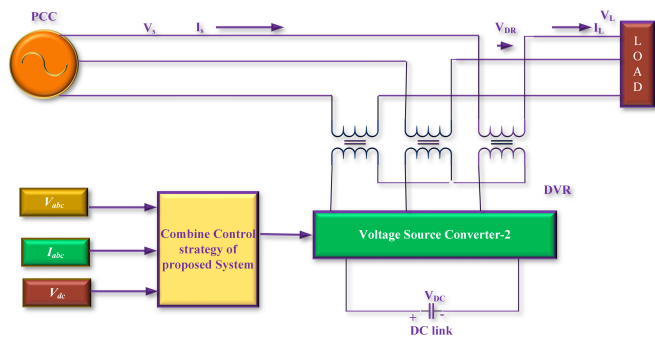 PCC
Vs Is VDR IL VL
LOAD
DVR
Vabc
Iabc
Vdc
Combine Control
strategy of
proposed System
Voltage Source Converter-2
VDC
+ -
DC link